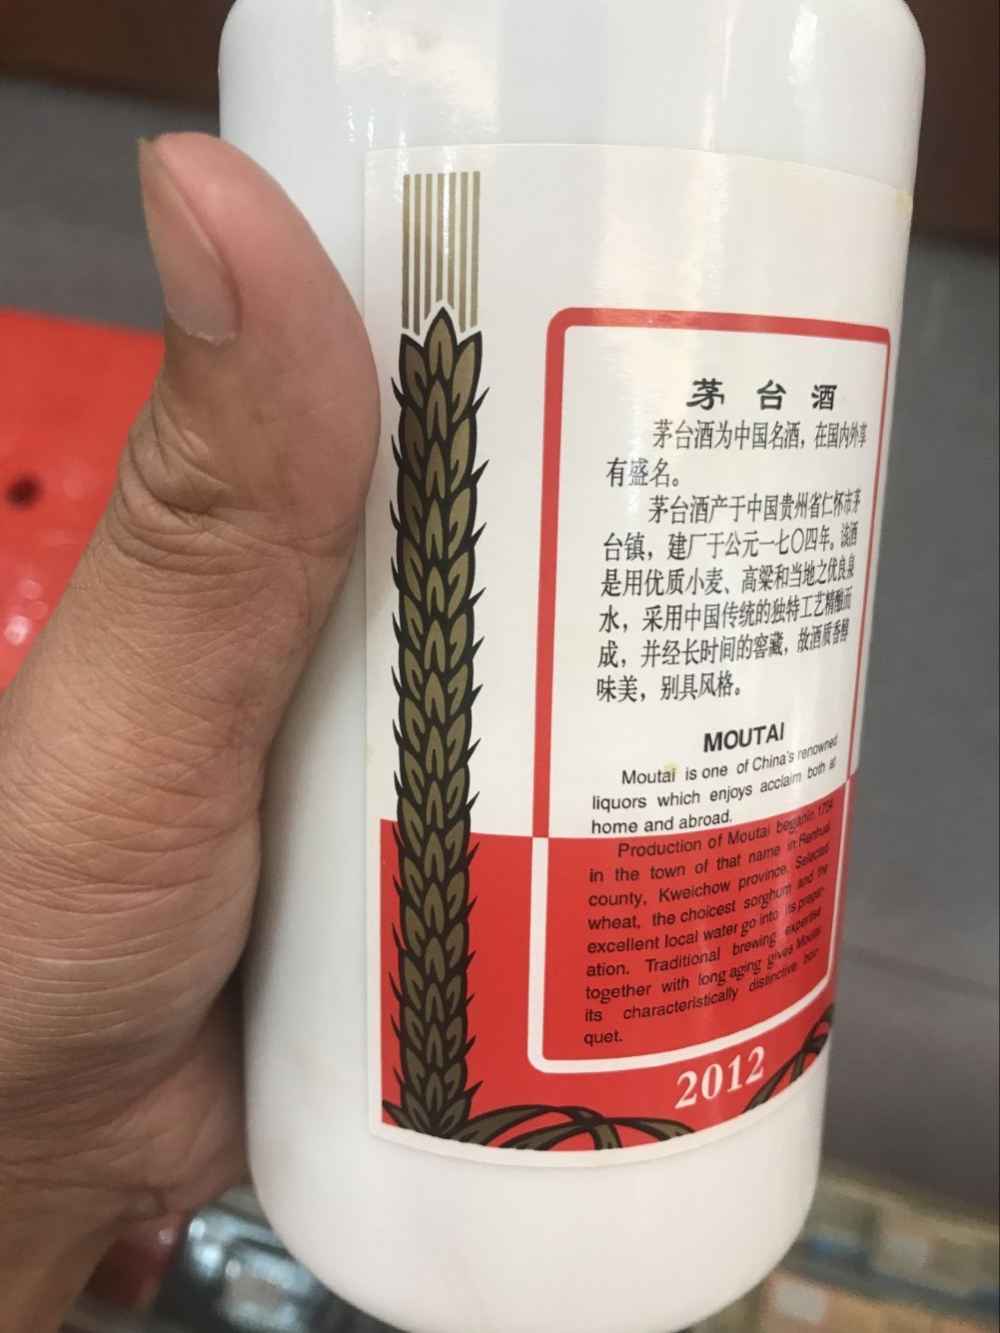 茅台酒
茅台酒为中国名酒，在国内外享
有盛名。
茅台酒产于中国贵州省仁怀市茅
台镇，建厂于公元一七〇四年。该酒
是用优质小麦、高粱和当地之优良泉
水，采用中国传统的独特工艺精酿而
成，并经长时间的窖藏，故酒质香醇
味美，别具风格。
MOUTAI
Moutai is one of China's renowned
liquors which enjoys acclaim both at
home and abroad.
Production of Moutai began in 1704
in the town of that name in Renhuai
county, Kweichow province. Selected
wheat, the choicest sorghum and the
excellent local water go into its prepar-
ation. Traditional brewing expertise
together with long aging gives Moutai
its characteristically distinctive bou-
quet.
2012